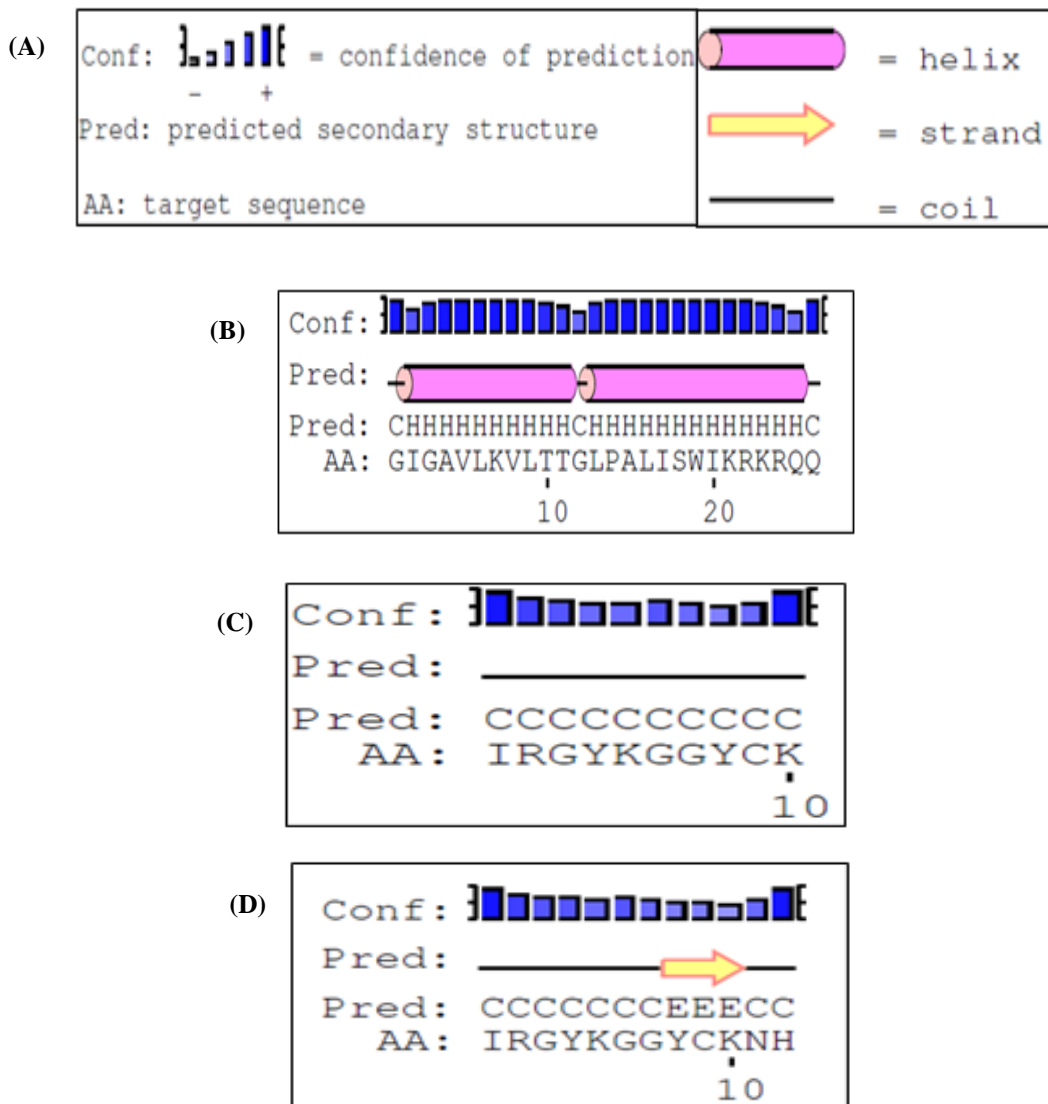 (A)
Conf: = confidence of prediction
- +
Pred: predicted secondary structure
AA: target sequence
= helix
= strand
= coil
(B)
Conf:
Pred:
Pred: CHHHHHHHHHHCHHHHHHHHHHHHHC
AA: GIGAVLKVLTTGLPALISWIKRKRQQ
10 20
(C)
Conf:
Pred:
Pred: CCCCCCCCCC
AA: IRGYKGGYCK
10
(D)
Conf:
Pred:
Pred: CCCCCCCEEECC
AA: IRGYKGGYCKNH
10